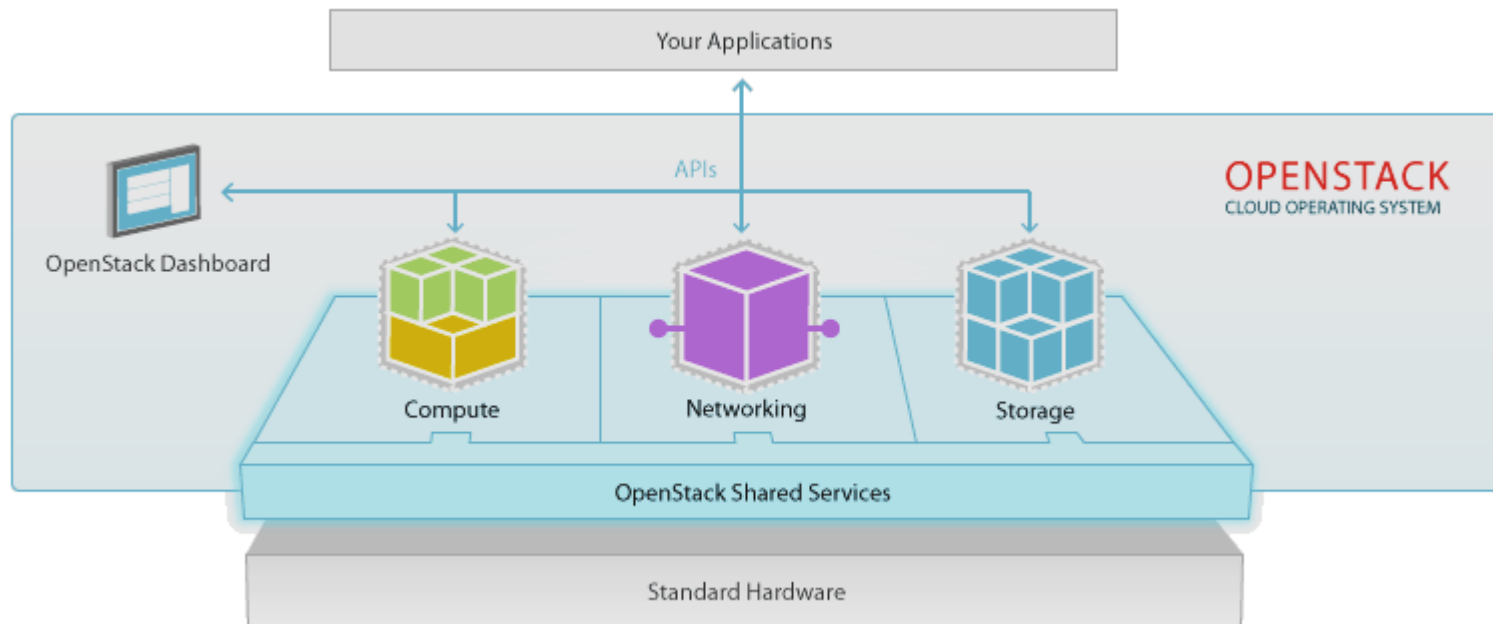 Your Applications
APIs
OPENSTACK
CLOUD OPERATING SYSTEM
OpenStack Dashboard
Compute
Networking
Storage
OpenStack Shared Services
Standard Hardware